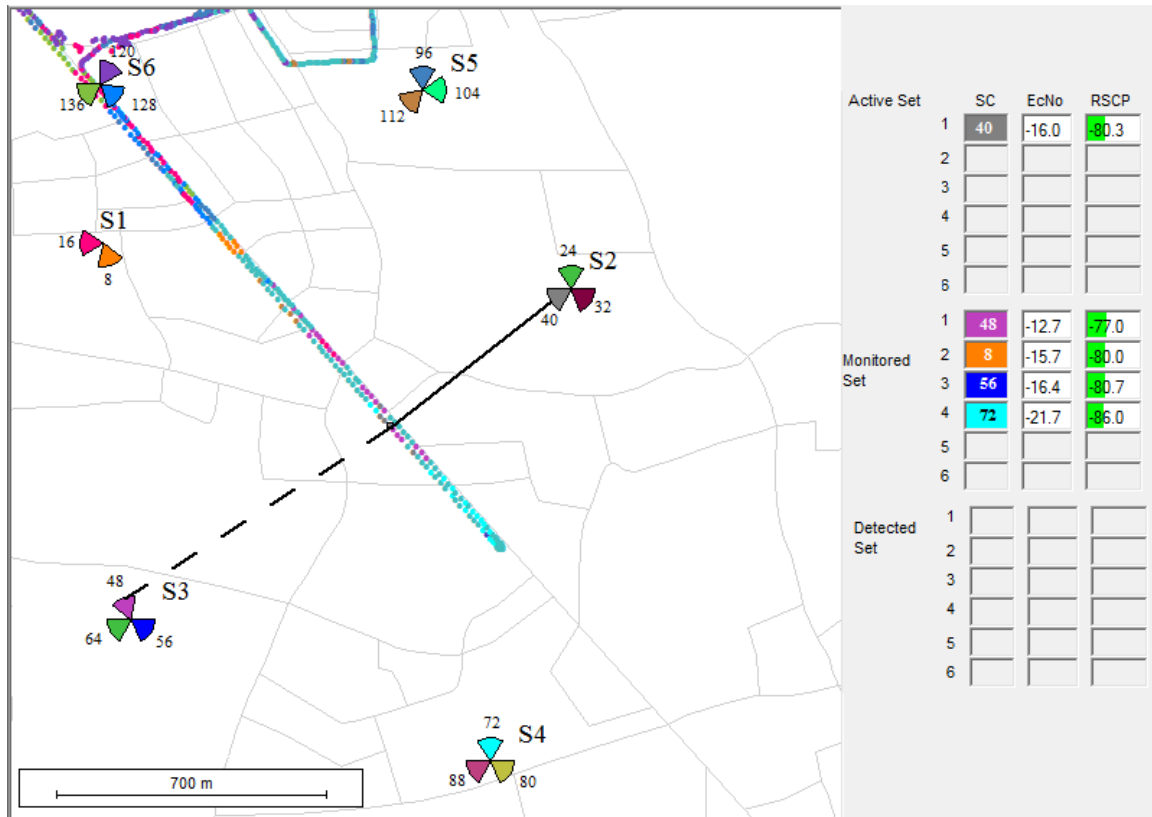 120
S6
136
128
96
S5
104
112
S1
16
8
24
S2
40
32
48
S3
64
56
72
S4
88
80
700 m
Active Set SC EcNo RSCP
1 40 -16.0 -80.3
2
3
4
5
6
Monitored Set
1 48 -12.7 -77.0
2 8 -15.7 -80.0
3 56 -16.4 -80.7
4 72 -21.7 -86.0
5
6
Detected Set
1
2
3
4
5
6